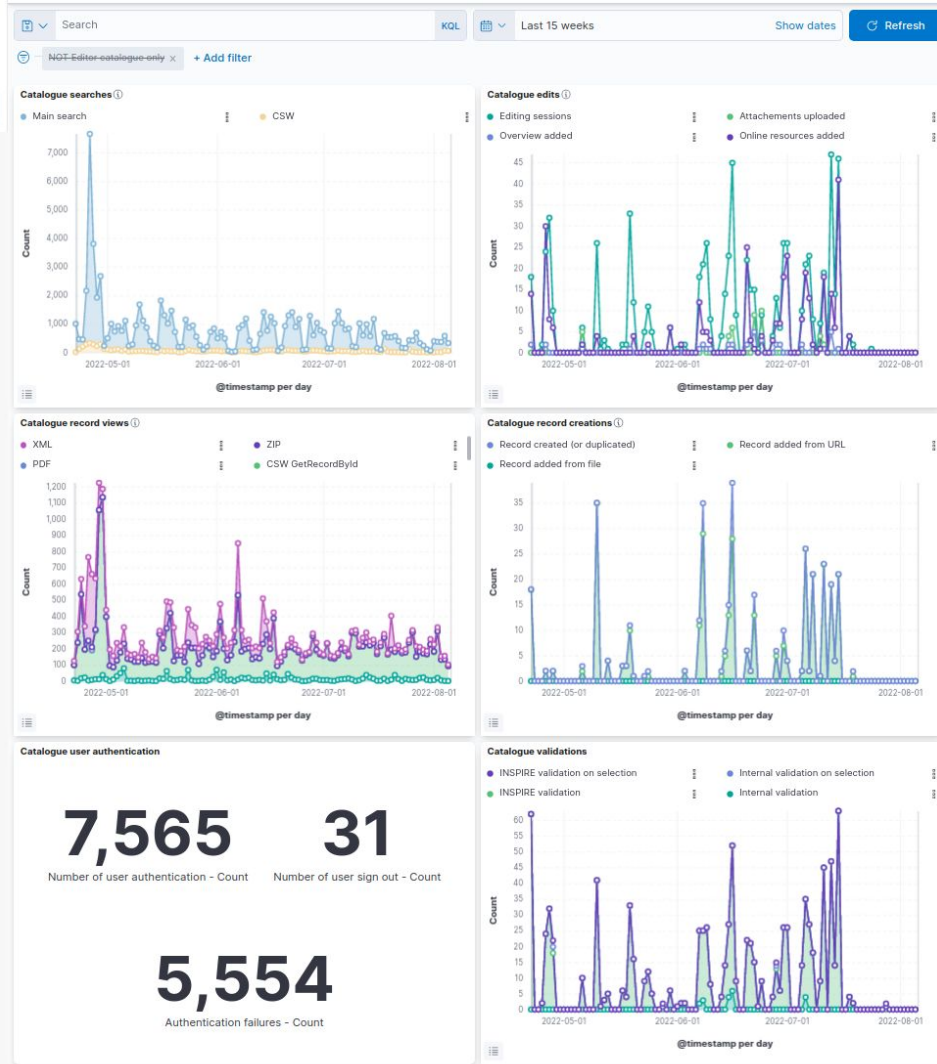 Search KQL Last 15 weeks Show dates Refresh
NOT Editor catalogue only x + Add filter
Catalogue searches
Main search CSW
7,000
6,000
5,000
4,000
3,000
2,000
1,000
0
Count
2022-05-01 2022-06-01 2022-07-01 2022-08-01
@timestamp per day
Catalogue edits
Editing sessions Attachements uploaded
Overview added Online resources added
45
40
35
30
25
20
15
10
5
0
Count
2022-05-01 2022-06-01 2022-07-01 2022-08-01
@timestamp per day
Catalogue record views
XML ZIP
PDF CSW GetRecordById
1,200
1,100
1,000
900
800
700
600
500
400
300
200
100
0
Count
2022-05-01 2022-06-01 2022-07-01 2022-08-01
@timestamp per day
Catalogue record creations
Record created (or duplicated) Record added from URL
Record added from file
35
30
25
20
15
10
5
0
Count
2022-05-01 2022-06-01 2022-07-01 2022-08-01
@timestamp per day
Catalogue user authentication
7,565 31
Number of user authentication - Count Number of user sign out - Count
5,554
Authentication failures - Count
Catalogue validations
INSPIRE validation on selection Internal validation on selection
INSPIRE validation Internal validation
60
55
50
45
40
35
30
25
20
15
10
5
0
Count
2022-05-01 2022-06-01 2022-07-01 2022-08-01
@timestamp per day